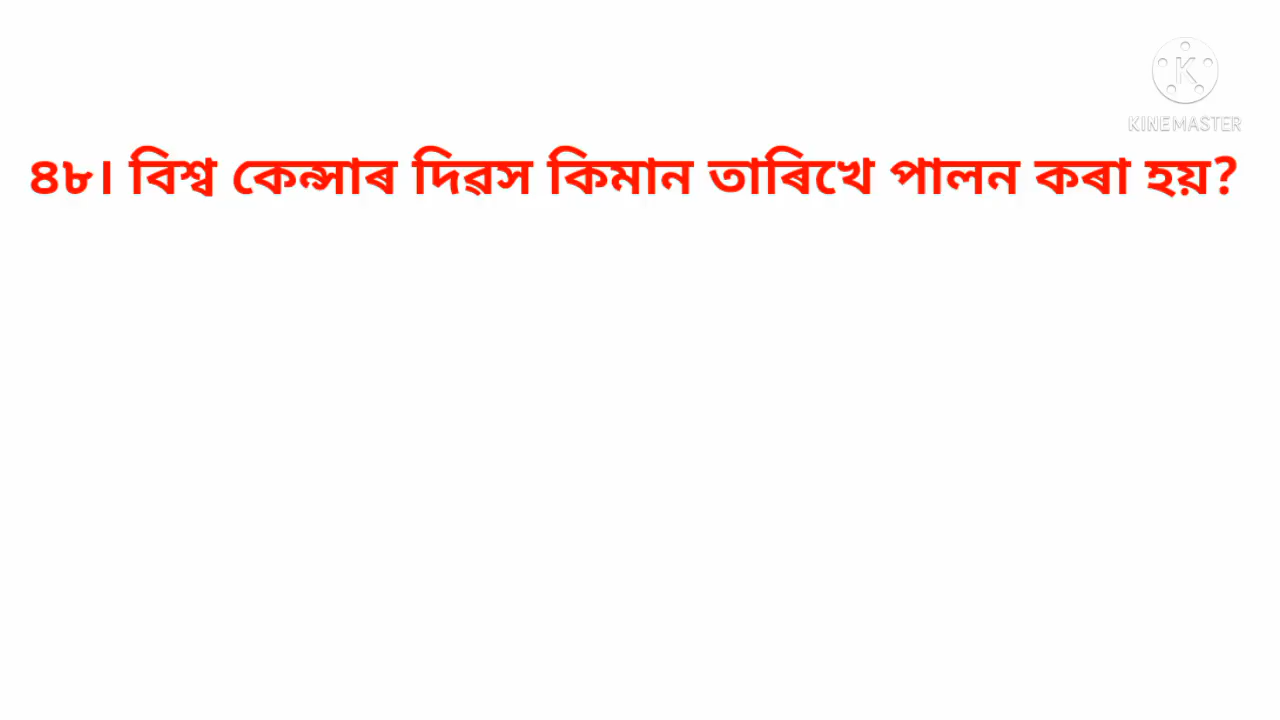 KINEMASTER
৪৮। বিশ্ব কেন্সাৰ দিৱস কিমান তাৰিখে পালন কৰা হয়?